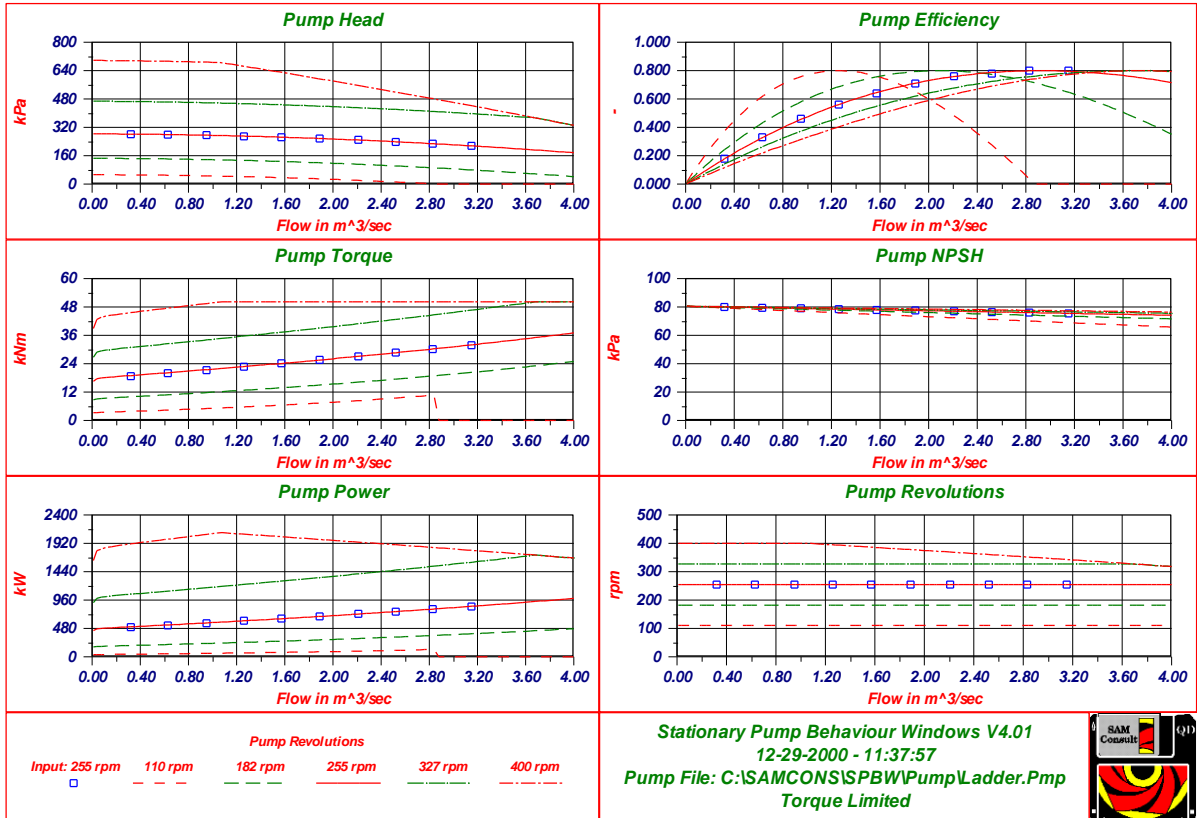 Pump Head
800
640
480
320
160
0
kPa
0.00 0.40 0.80 1.20 1.60 2.00 2.40 2.80 3.20 3.60 4.00
Flow in m^3/sec
Pump Efficiency
1.000
0.800
0.600
0.400
0.200
0.000
-
0.00 0.40 0.80 1.20 1.60 2.00 2.40 2.80 3.20 3.60 4.00
Flow in m^3/sec
Pump Torque
60
48
36
24
12
0
kNm
0.00 0.40 0.80 1.20 1.60 2.00 2.40 2.80 3.20 3.60 4.00
Flow in m^3/sec
Pump NPSH
100
80
60
40
20
0
kPa
0.00 0.40 0.80 1.20 1.60 2.00 2.40 2.80 3.20 3.60 4.00
Flow in m^3/sec
Pump Power
2400
1920
1440
960
480
0
kW
0.00 0.40 0.80 1.20 1.60 2.00 2.40 2.80 3.20 3.60 4.00
Flow in m^3/sec
Pump Revolutions
500
400
300
200
100
0
rpm
0.00 0.40 0.80 1.20 1.60 2.00 2.40 2.80 3.20 3.60 4.00
Flow in m^3/sec
Pump Revolutions
Input: 255 rpm 110 rpm 182 rpm 255 rpm 327 rpm 400 rpm
Stationary Pump Behaviour Windows V4.01
12-29-2000 - 11:37:57
Pump File: C:\SAMCONS\SPBW\Pump\Ladder.Pmp
Torque Limited
SAM
Consult
QD